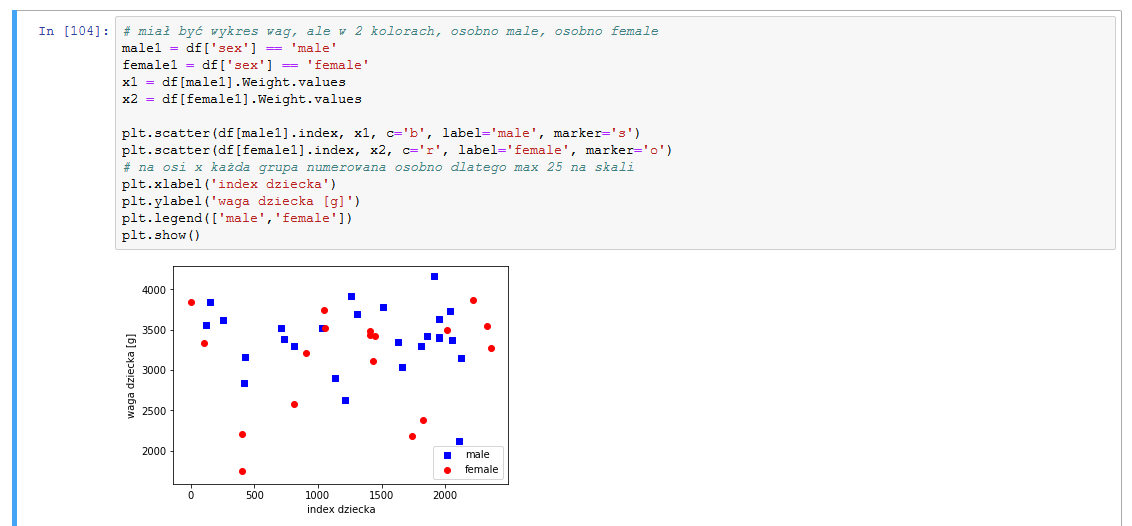 In [104]:
# miał być wykres wag, ale w 2 kolorach, osobno male, osobno female
male1 = df['sex'] == 'male'
female1 = df['sex'] == 'female'
x1 = df[male1].Weight.values
x2 = df[female1].Weight.values
plt.scatter(df[male1].index, x1, c='b', label='male', marker='s')
plt.scatter(df[female1].index, x2, c='r', label='female', marker='o')
# na osi x każda grupa numerowana osobno dlatego max 25 na skali
plt.xlabel('index dziecka')
plt.ylabel('waga dziecka [g]')
plt.legend(['male','female'])
plt.show()
waga dziecka [g]
4000
3500
3000
2500
2000
male
female
0 500 1000 1500 2000
index dziecka